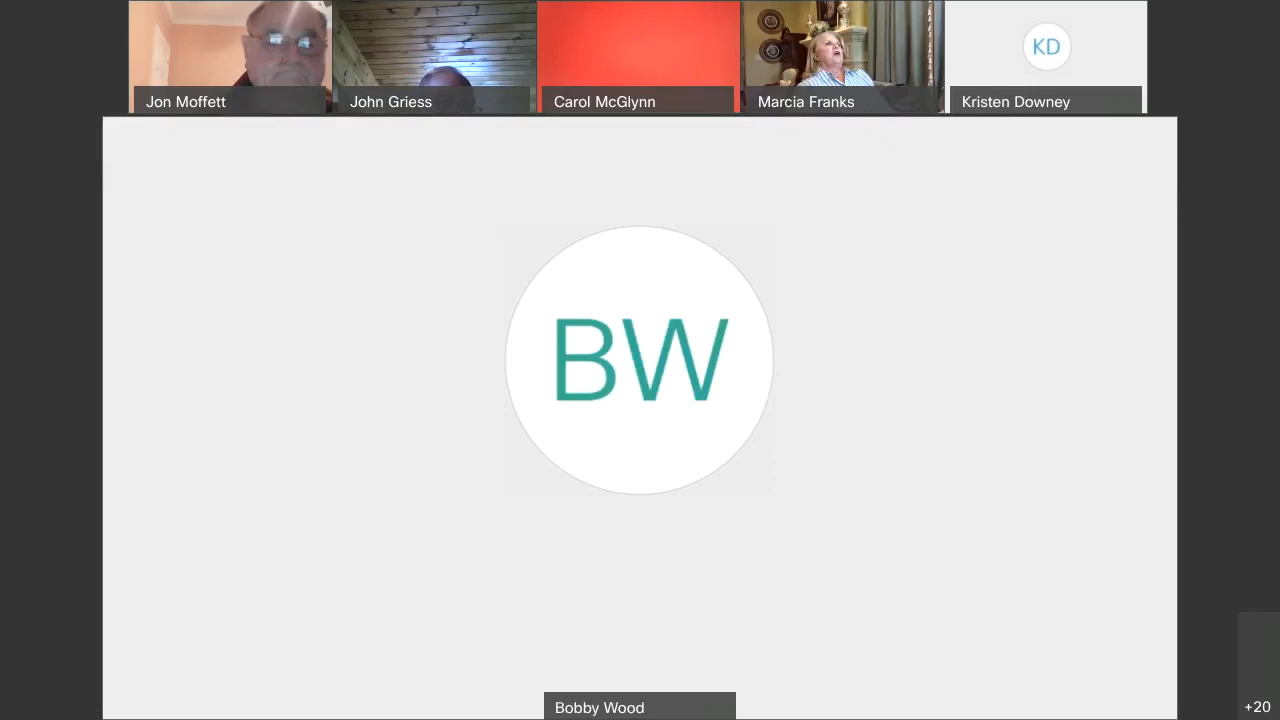 Jon Moffett
John Griess
Carol McGlynn
Marcia Franks
KD
Kristen Downey
BW
Bobby Wood
+20